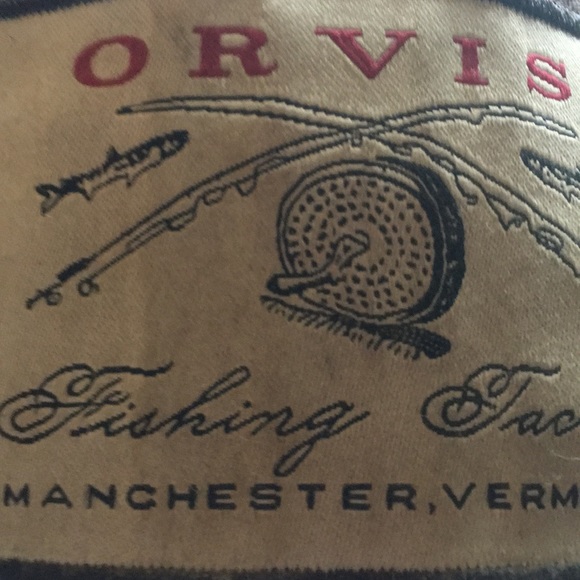 ORVIS
Fishing Tac
MANCHESTER, VERM